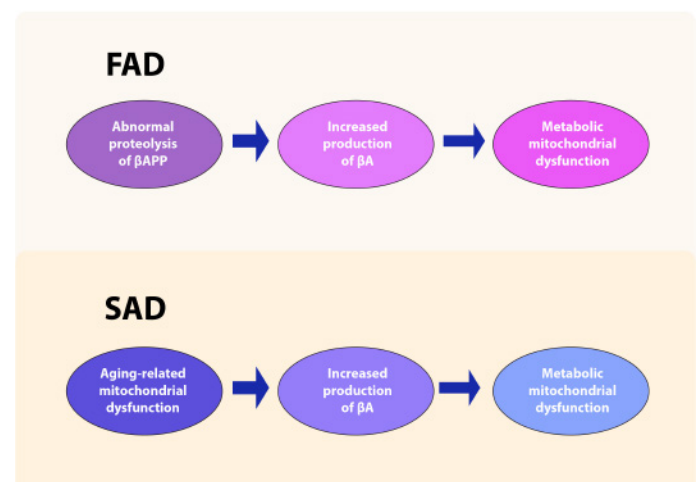 FAD
Abnormal
proteolysis
of βAPP
Increased
production
of βA
Metabolic
mitochondrial
dysfunction
SAD
Aging-related
mitochondrial
dysfunction
Increased
production
of βA
Metabolic
mitochondrial
dysfunction